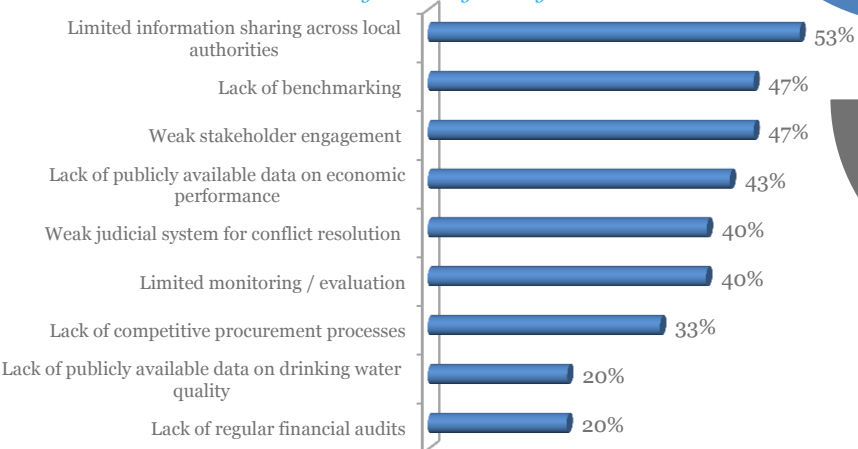 Limited information sharing across local
authorities
53%
Lack of benchmarking
47%
Weak stakeholder engagement
47%
Lack of publicly available data on economic
performance
43%
Weak judicial system for conflict resolution
40%
Limited monitoring / evaluation
40%
Lack of competitive procurement processes
33%
Lack of publicly available data on drinking water
quality
20%
Lack of regular financial audits
20%